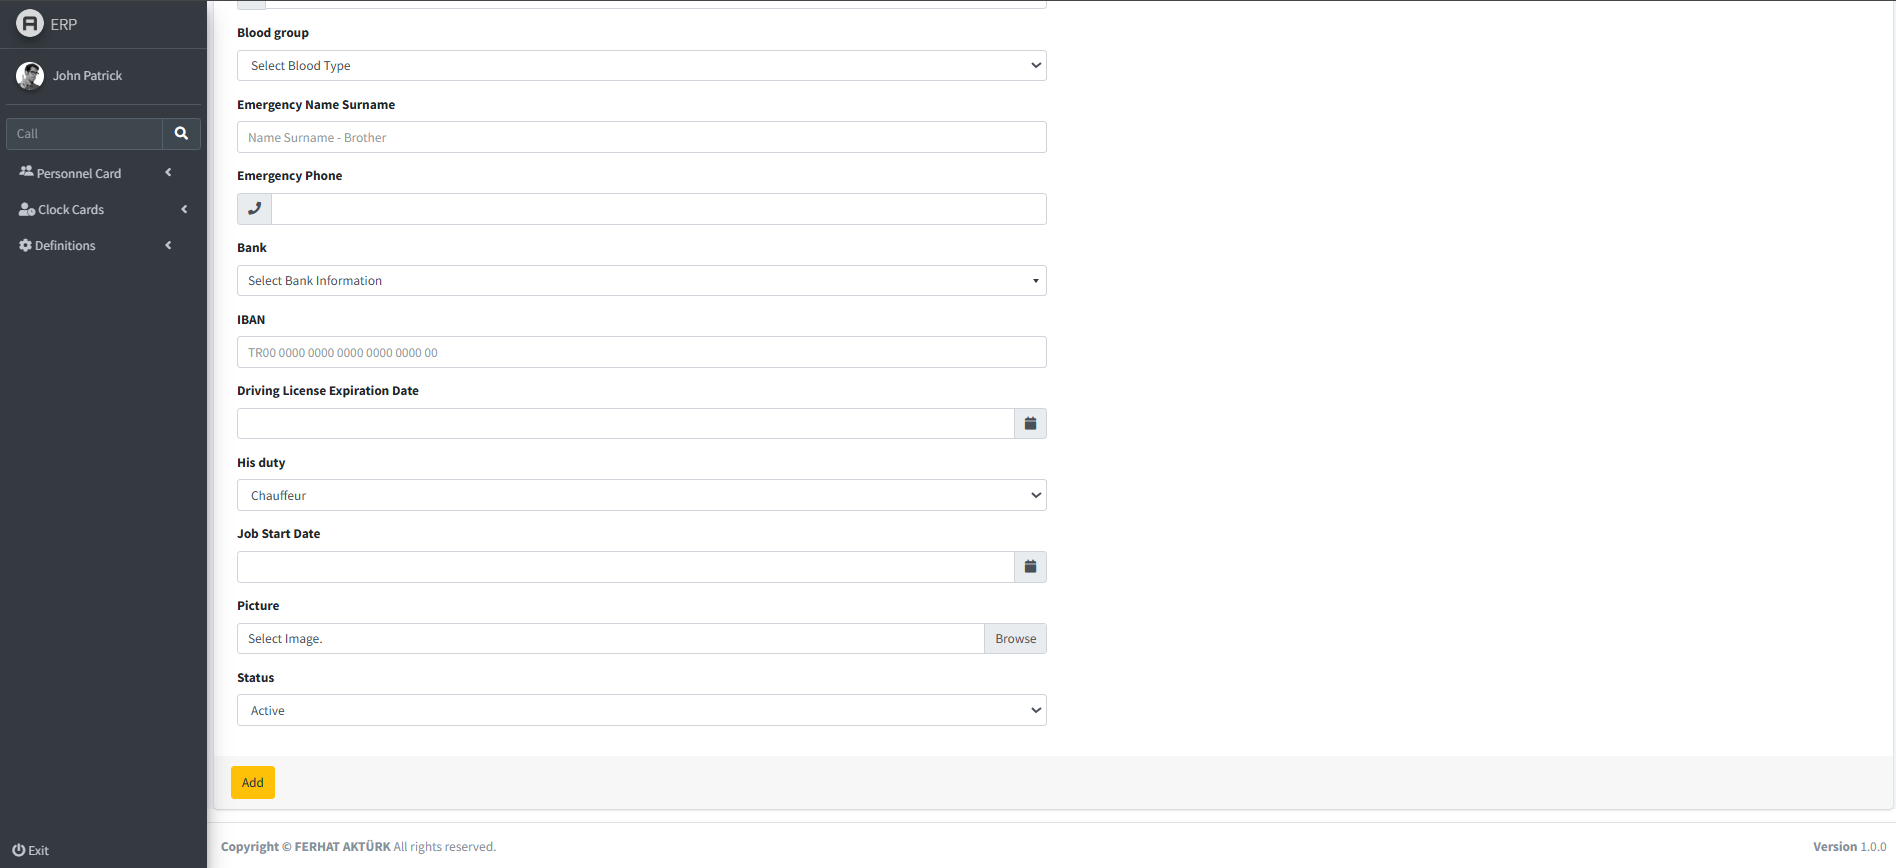 ERP
John Patrick
Call
Personnel Card
Clock Cards
Definitions
Exit
Blood group
Select Blood Type
Emergency Name Surname
Name Surname - Brother
Emergency Phone
Bank
Select Bank Information
IBAN
TR00 0000 0000 0000 0000 0000 00
Driving License Expiration Date
His duty
Chauffeur
Job Start Date
Picture
Select Image. Browse
Status
Active
Add
Copyright © FERHAT AKTÜRK All rights reserved. Version 1.0.0